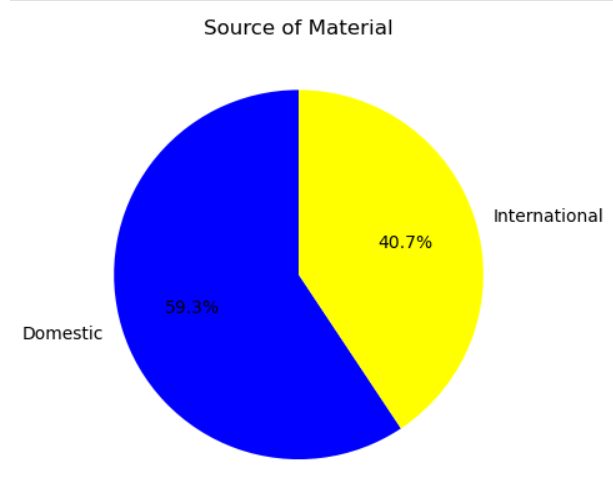 Source of Material
International
40.7%
59.3%
Domestic